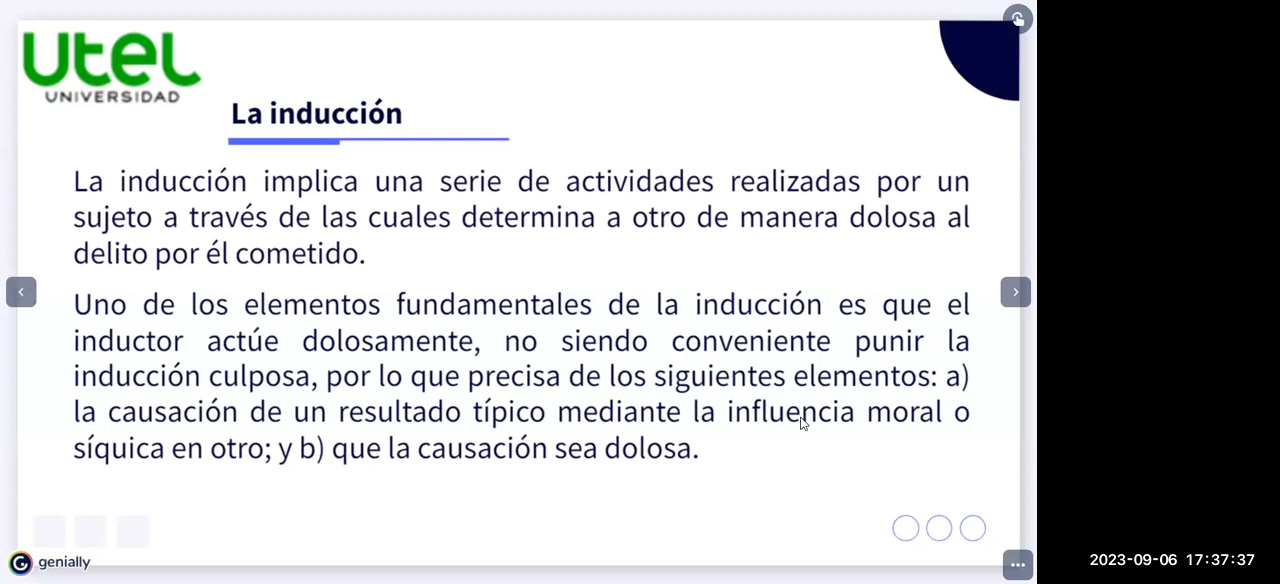 utel
UNIVERSIDAD
La inducción
La inducción implica una serie de actividades realizadas por un
sujeto a través de las cuales determina a otro de manera dolosa al
delito por él cometido.
Uno de los elementos fundamentales de la inducción es que el
inductor actúe dolosamente, no siendo conveniente punir la
inducción culposa, por lo que precisa de los siguientes elementos: a)
la causación de un resultado típico mediante la influencia moral o
síquica en otro; y b) que la causación sea dolosa.
genially
2023-09-06 17:37:37